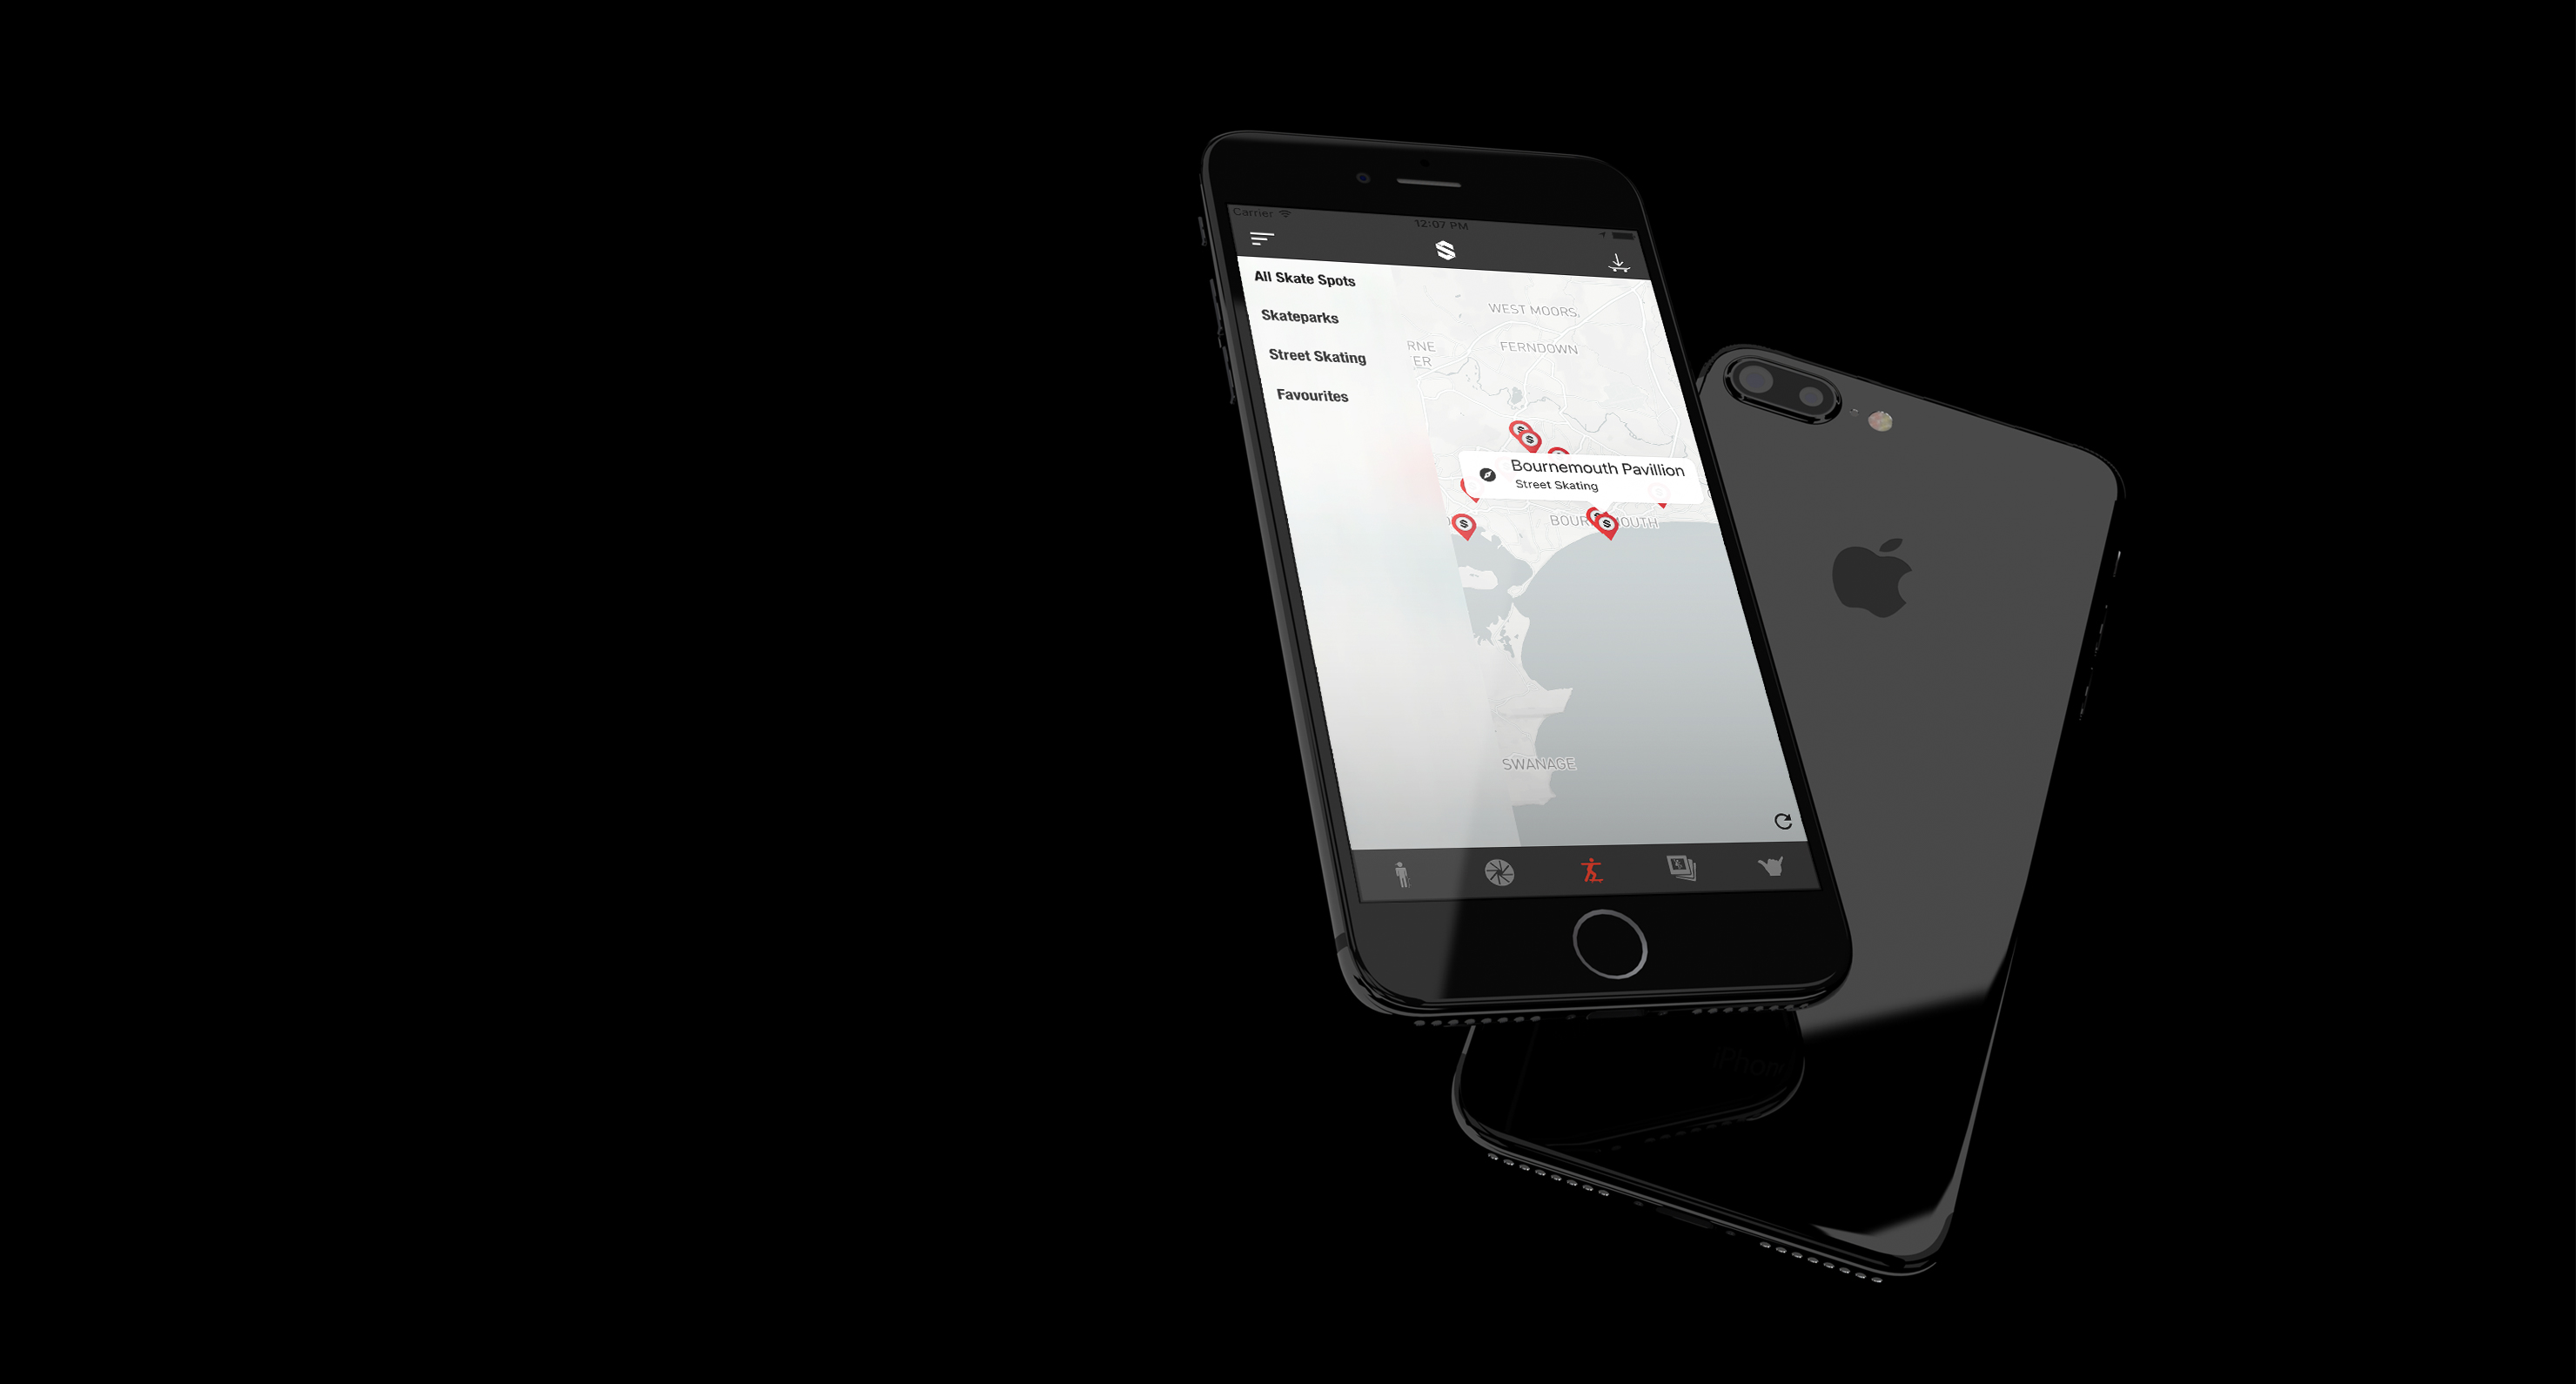 Carrier
12:07 PM
All Skate Spots
Skateparks
Street Skating
Favourites
WEST MOORS
RNE
ER
FERNDOWN
Bournemouth Pavillion
Street Skating
BOUR OUTH
SWANAGE
iPhon